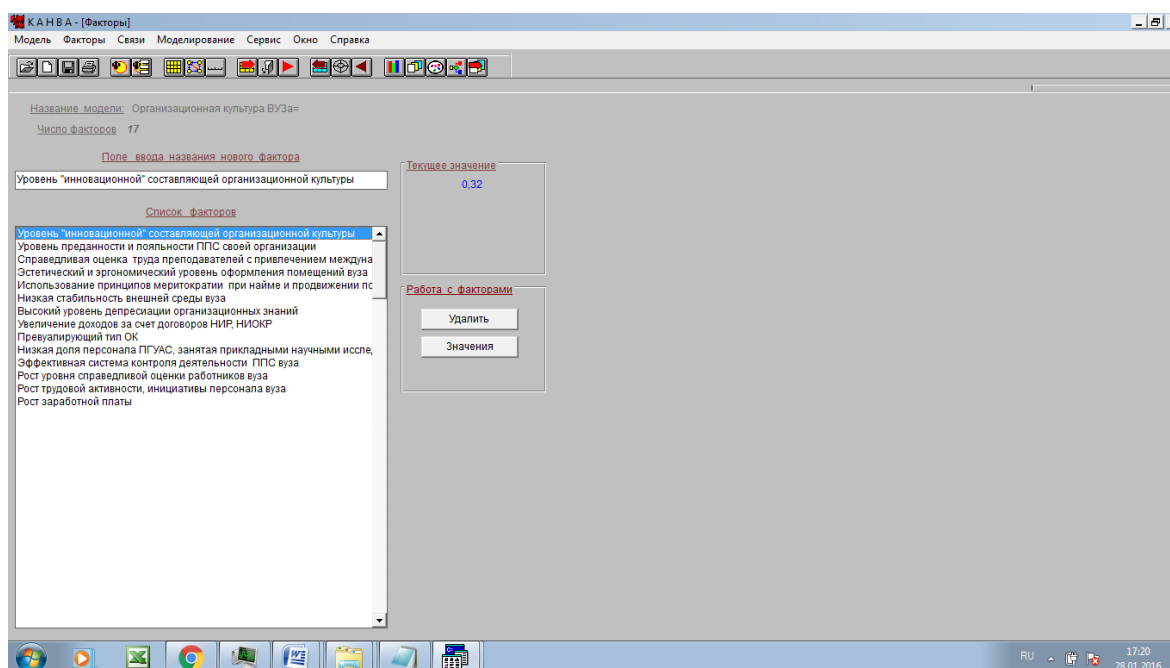 К А Н В А - [Факторы]
Модель Факторы Связи Моделирование Сервис Окно Справка
Название модели: Организационная культура ВУЗа=
Число факторов 17
Поле ввода названия нового фактора
Уровень "инновационной" составляющей организационной культуры
Текущее значение
0,32
Список факторов
Уровень "инновационной" составляющей организационной культуры
Уровень преданности и лояльности ППС своей организации
Справедливая оценка труда преподавателей с привлечением междуна
Эстетический и эргономический уровень оформления помещений вуза
Использование принципов меритократии при найме и продвижении пс
Низкая стабильность внешней среды вуза
Высокий уровень депресиации организационных знаний
Увеличение доходов за счет договоров НИР, НИОКР
Превуалирующий тип ОК
Низкая доля персонала ПГУАС, занятая прикладными научными иссле,
Эффективная система контроля деятельности ППС вуза
Рост уровня справедливой оценки работников вуза
Рост трудовой активности, инициативы персонала вуза
Рост заработной платы
Работа с факторами
Удалить
Значения
RU
17:20
28.01.2016